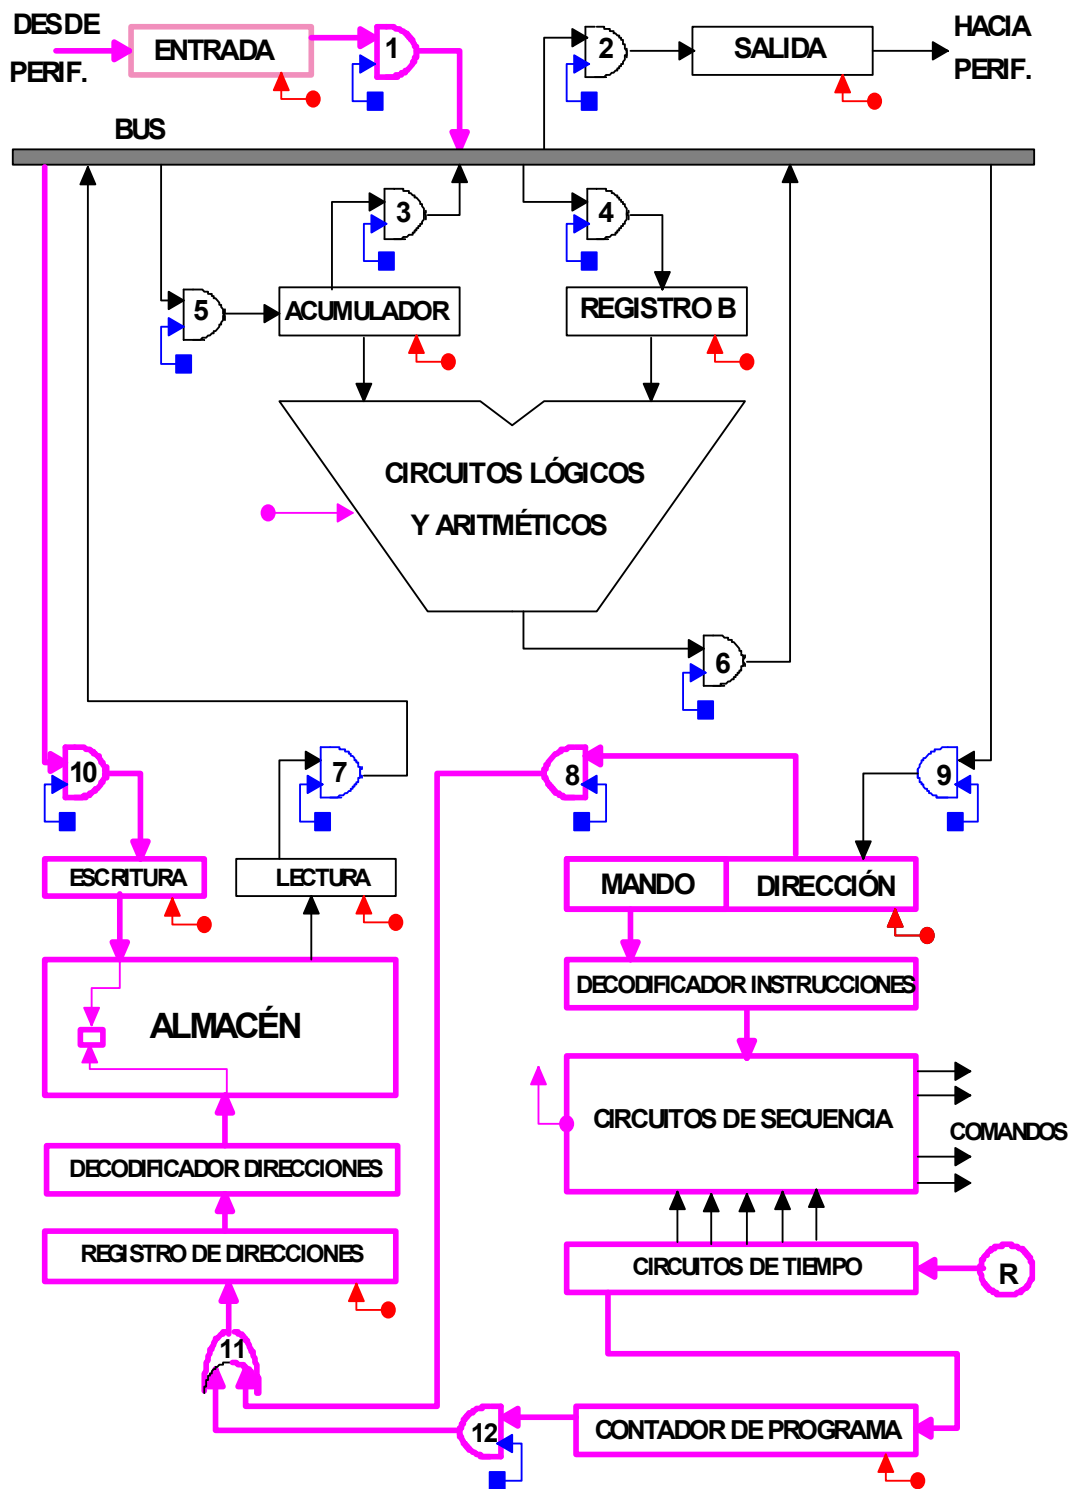 DESDE
PERIF.
ENTRADA
1
2
SALIDA
HACIA
PERIF.
BUS
3
4
5
ACUMULADOR
REGISTRO B
CIRCUITOS LÓGICOS
Y ARITMÉTICOS
6
10
7
8
9
ESCRITURA
LECTURA
MANDO
DIRECCIÓN
DECODIFICADOR INSTRUCCIONES
ALMACÉN
CIRCUITOS DE SECUENCIA
COMANDOS
DECODIFICADOR DIRECCIONES
REGISTRO DE DIRECCIONES
CIRCUITOS DE TIEMPO
R
11
12
CONTADOR DE PROGRAMA